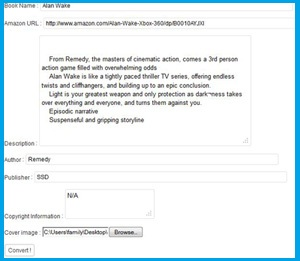 Book Name : Alan Wake
Amazon URL : http://www.amazon.com/Alan-Wake-Xbox-360/dp/B0010AYJXI
From Remedy, the masters of cinematic action, comes a 3rd person
action game filled with overwhelming odds
Alan Wake is like a tightly paced thriller TV series, offering endless
twists and cliffhangers, and building up to an epic conclusion.
Light is your greatest weapon and only protection as dark¬ness takes
over everything and everyone, and turns them against you.
Episodic narrative
Suspenseful and gripping storyline
Description :
Author : Remedy
Publisher : SSD
N/A
Copyright Information :
Cover image : C:\Users\family\Desktop\ Browse..
Convert !